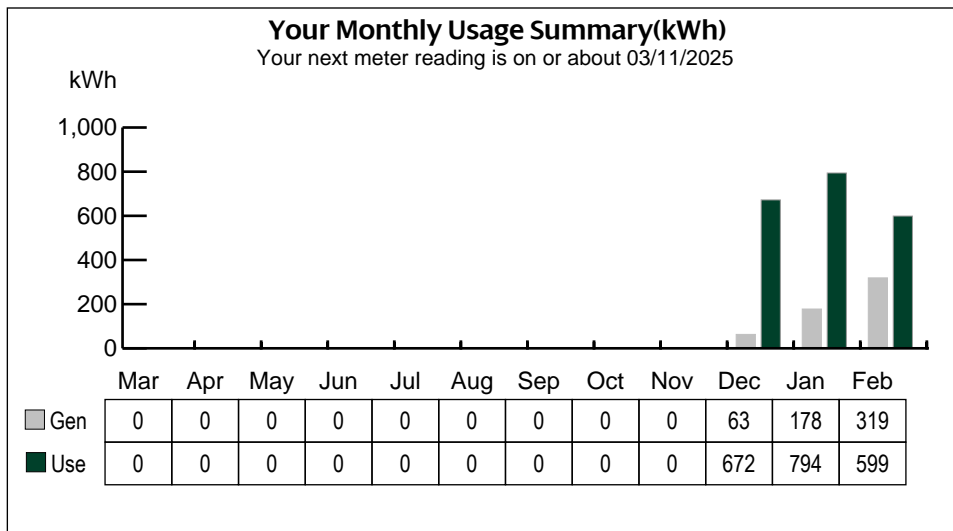 Your Monthly Usage Summary(kWh)
Your next meter reading is on or about 03/11/2025
kWh
1,000
800
600
400
200
0
Mar Apr May Jun Jul Aug Sep Oct Nov Dec Jan Feb
Gen 0 0 0 0 0 0 0 0 0 63 178 319
Use 0 0 0 0 0 0 0 0 0 672 794 599